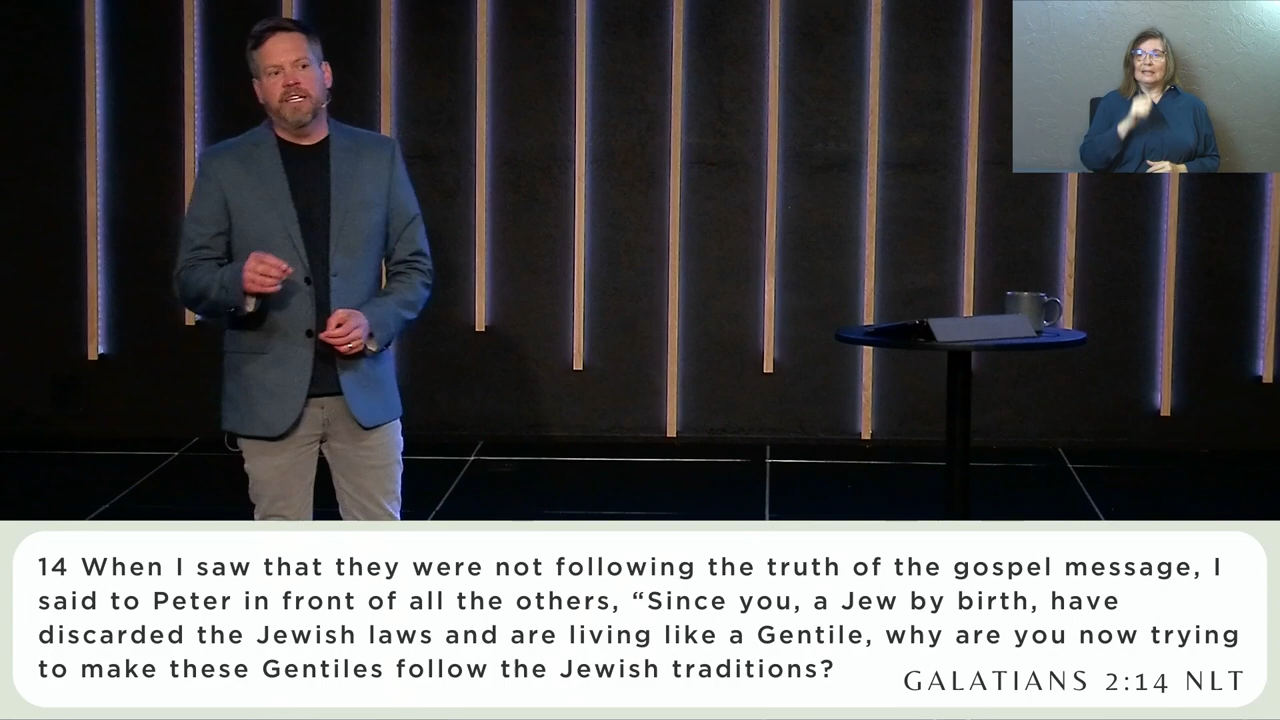 14 When I saw that they were not following the truth of the gospel message, I
said to Peter in front of all the others, “Since you, a Jew by birth, have
discarded the Jewish laws and are living like a Gentile, why are you now trying
to make these Gentiles follow the Jewish traditions?
GALATIANS 2:14 NLT